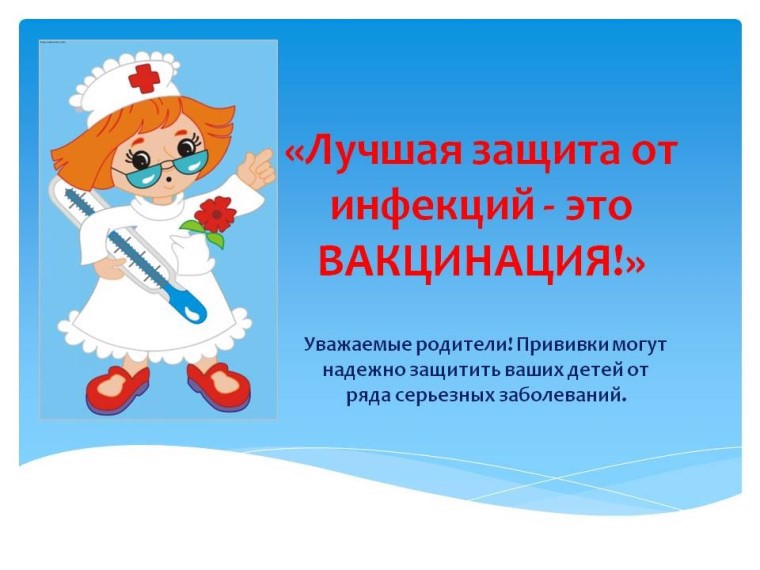 «Лучшая защита от
инфекций - это
ВАКЦИНАЦИЯ!»
Уважаемые родители! Прививки могут
надежно защитить ваших детей от
ряда серьезных заболеваний.